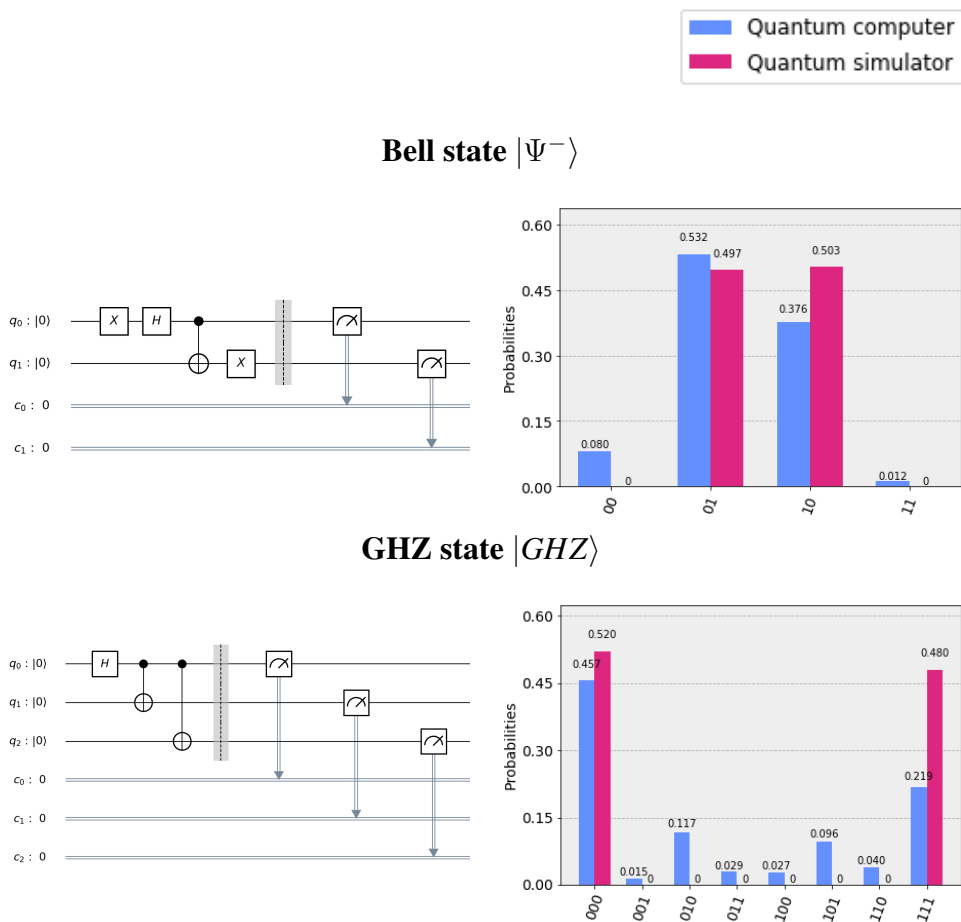 Quantum computer
Quantum simulator
Bell state |Ψ⁻⟩
q₀ : |0⟩ X H
q₁ : |0⟩ X
c₀ : 0
c₁ : 0
Probabilities
0.60
0.45
0.30
0.15
0.00
0.080 0 0.532 0.497 0.376 0.503 0.012 0
00 01 10 11
GHZ state |GHZ⟩
q₀ : |0⟩ H
q₁ : |0⟩
q₂ : |0⟩
c₀ : 0
c₁ : 0
c₂ : 0
Probabilities
0.60
0.45
0.30
0.15
0.00
0.457 0.520 0.015 0 0.117 0 0.029 0 0.027 0 0.096 0 0.040 0 0.219 0.480
000 001 010 011 100 101 110 111